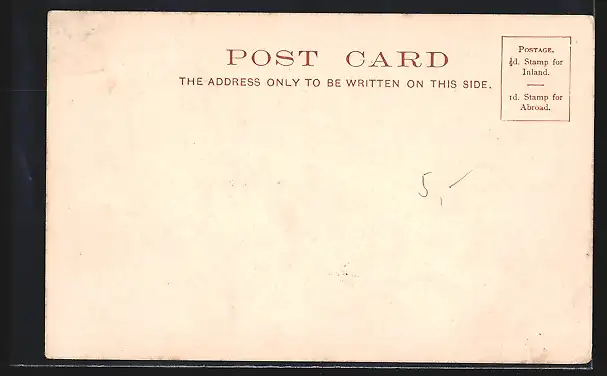 POST CARD
THE ADDRESS ONLY TO BE WRITTEN ON THIS SIDE.
POSTAGE.
½d. Stamp for
Inland.
1d. Stamp for
Abroad.
5,-